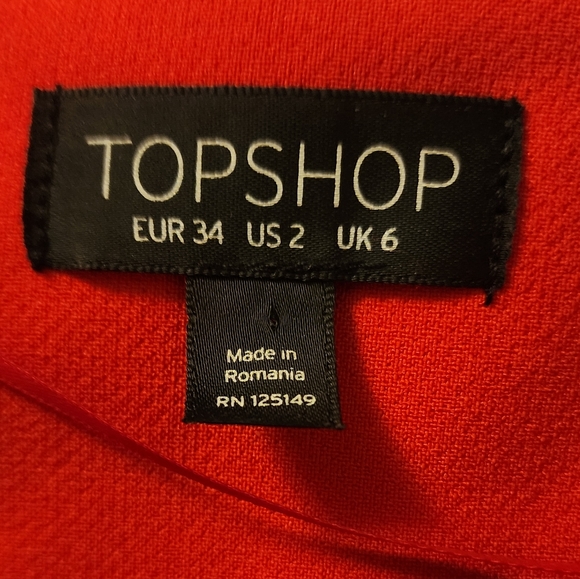 TOPSHOP
EUR 34 US 2 UK 6
Made in
Romania
RN 125149